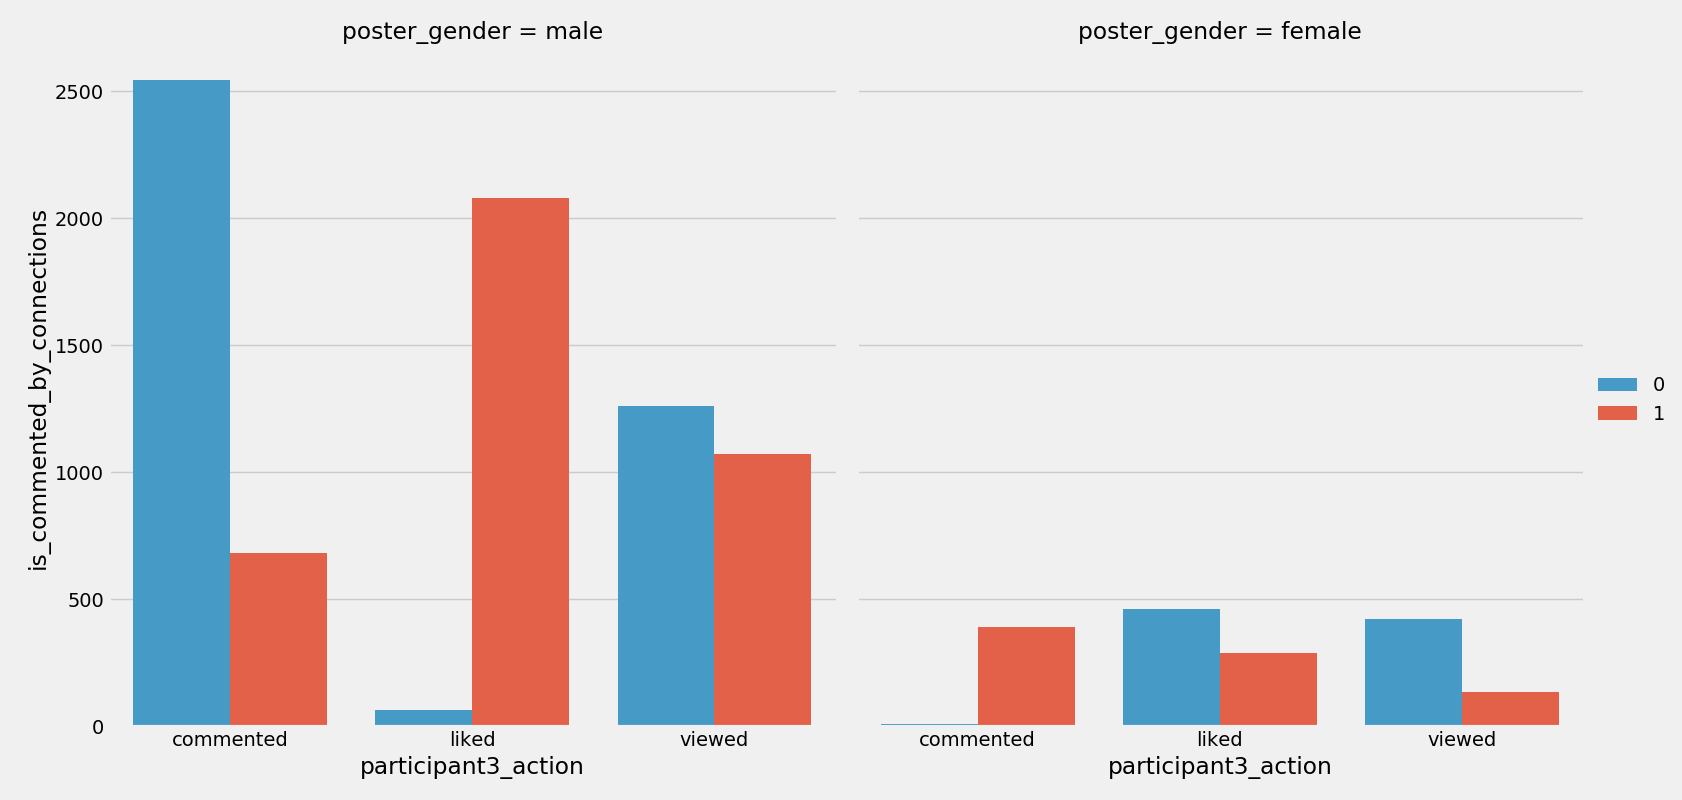 poster_gender = male
poster_gender = female
is_commented_by_connections
2500
2000
1500
1000
500
0
commented
liked
viewed
commented
liked
viewed
participant3_action
participant3_action
0
1